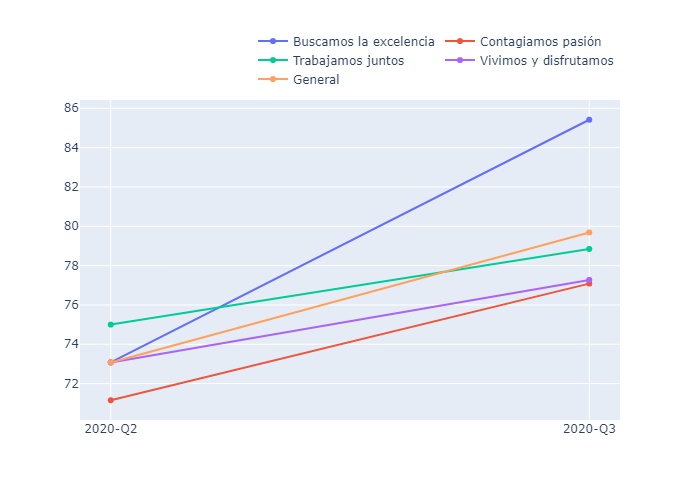 Buscamos la excelencia Contagiamos pasión
Trabajamos juntos Vivimos y disfrutamos
General
86
84
82
80
78
76
74
72
2020-Q2 2020-Q3